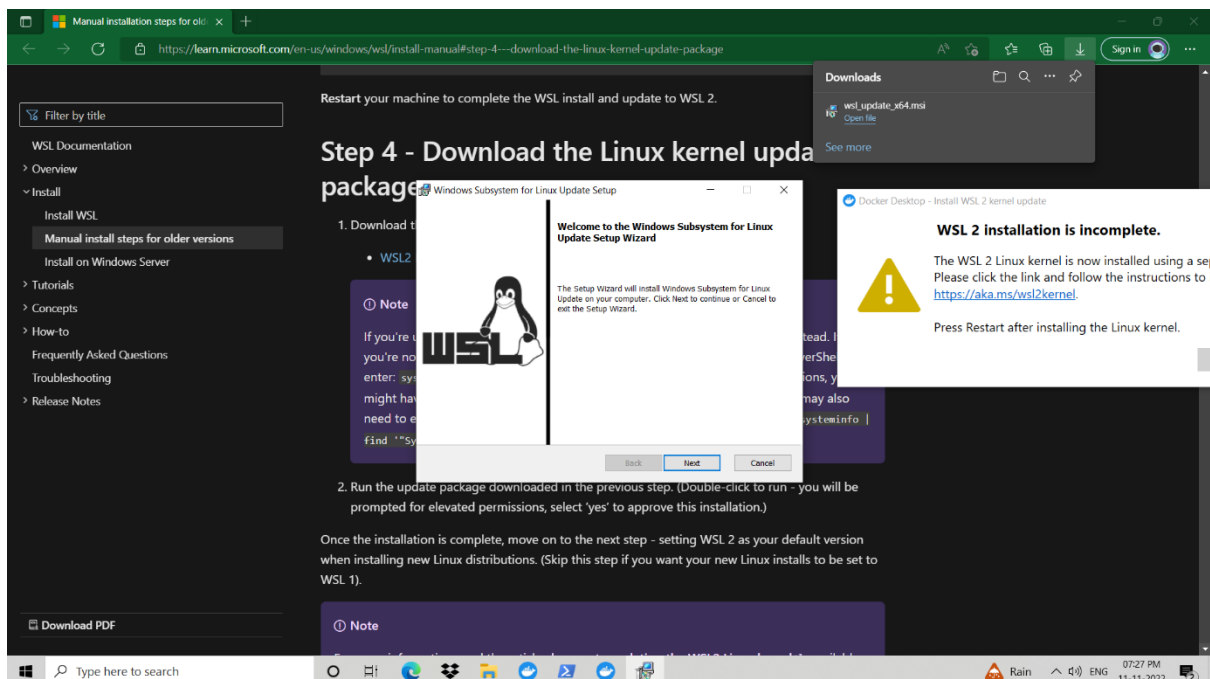 Manual installation steps for old
https://learn.microsoft.com/en-us/windows/wsl/install-manual#step-4---download-the-linux-kernel-update-package
Sign in
Downloads
wsl_update_x64.msi
Open file
See more
Filter by title
WSL Documentation
Overview
Install
Install WSL
Manual install steps for older versions
Install on Windows Server
Tutorials
Concepts
How-to
Frequently Asked Questions
Troubleshooting
Release Notes
Download PDF
Restart your machine to complete the WSL install and update to WSL 2.
Step 4 - Download the Linux kernel upda
package
1. Download t
• WSL2
Note
If you're u
you're no
enter: sys
might hav
need to e
find '"Sy
tead. I
erShe
ions, y
may also
systeminfo |
Windows Subsystem for Linux Update Setup
Welcome to the Windows Subsystem for Linux
Update Setup Wizard
The Setup Wizard will install Windows Subsystem for Linux
Update on your computer. Click Next to continue or Cancel to
exit the Setup Wizard.
WSL
Back Next Cancel
Docker Desktop - Install WSL 2 kernel update
WSL 2 installation is incomplete.
The WSL 2 Linux kernel is now installed using a se
Please click the link and follow the instructions to
https://aka.ms/wsl2kernel.
Press Restart after installing the Linux kernel.
2. Run the update package downloaded in the previous step. (Double-click to run - you will be
prompted for elevated permissions, select 'yes' to approve this installation.)
Once the installation is complete, move on to the next step - setting WSL 2 as your default version
when installing new Linux distributions. (Skip this step if you want your new Linux installs to be set to
WSL 1).
Note
Type here to search
Rain
ENG
07:27 PM
11-11-2022